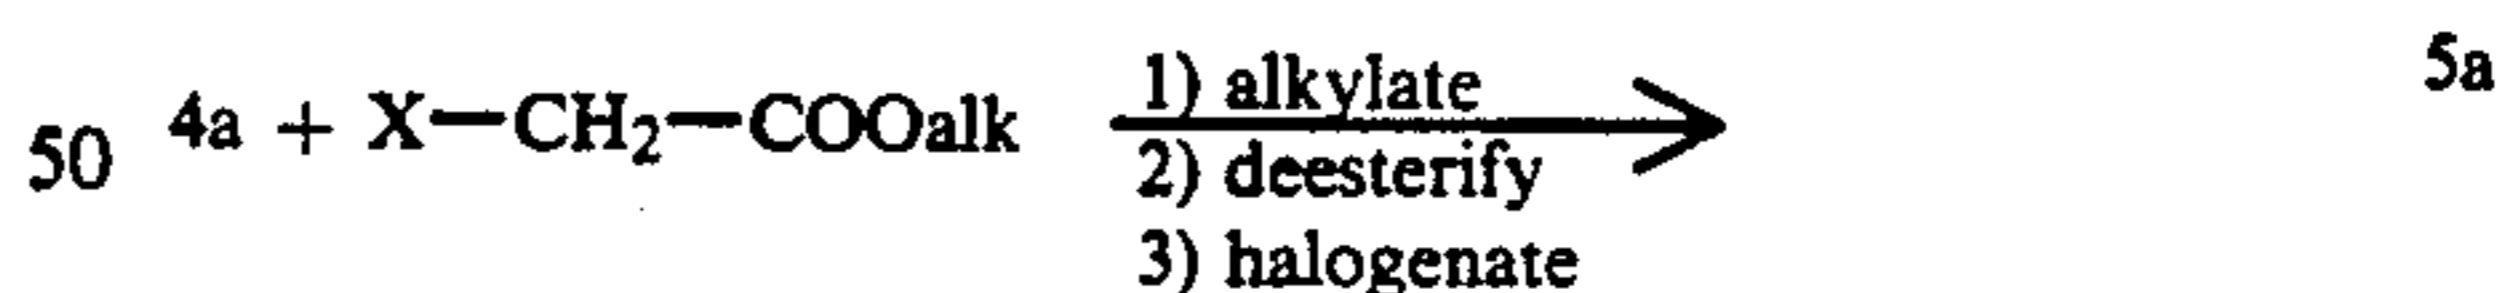 5a
1) alkylate
50 4a + X—CH₂—COOalk
2) deesterify
3) halogenate